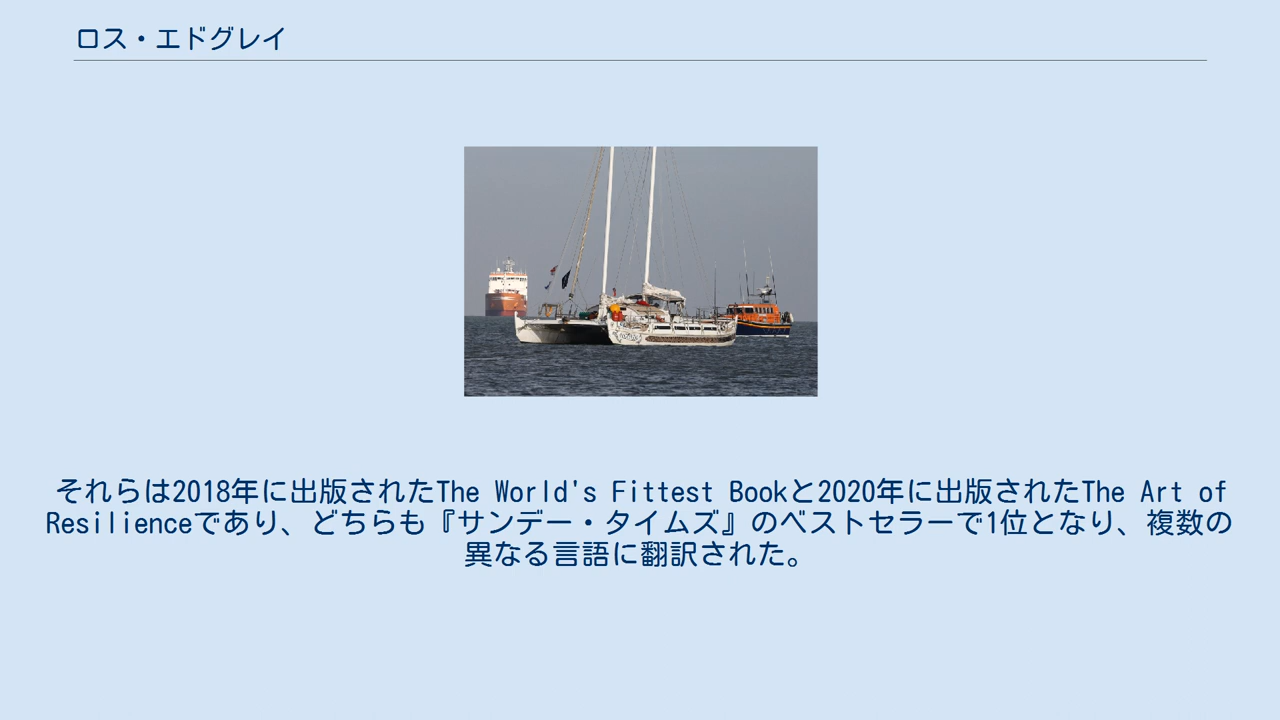 ロス・エドグレイ
それらは2018年に出版されたThe World's Fittest Bookと2020年に出版されたThe Art of
Resilienceであり、どちらも『サンデー・タイムズ』のベストセラーで1位となり、複数の
異なる言語に翻訳された。